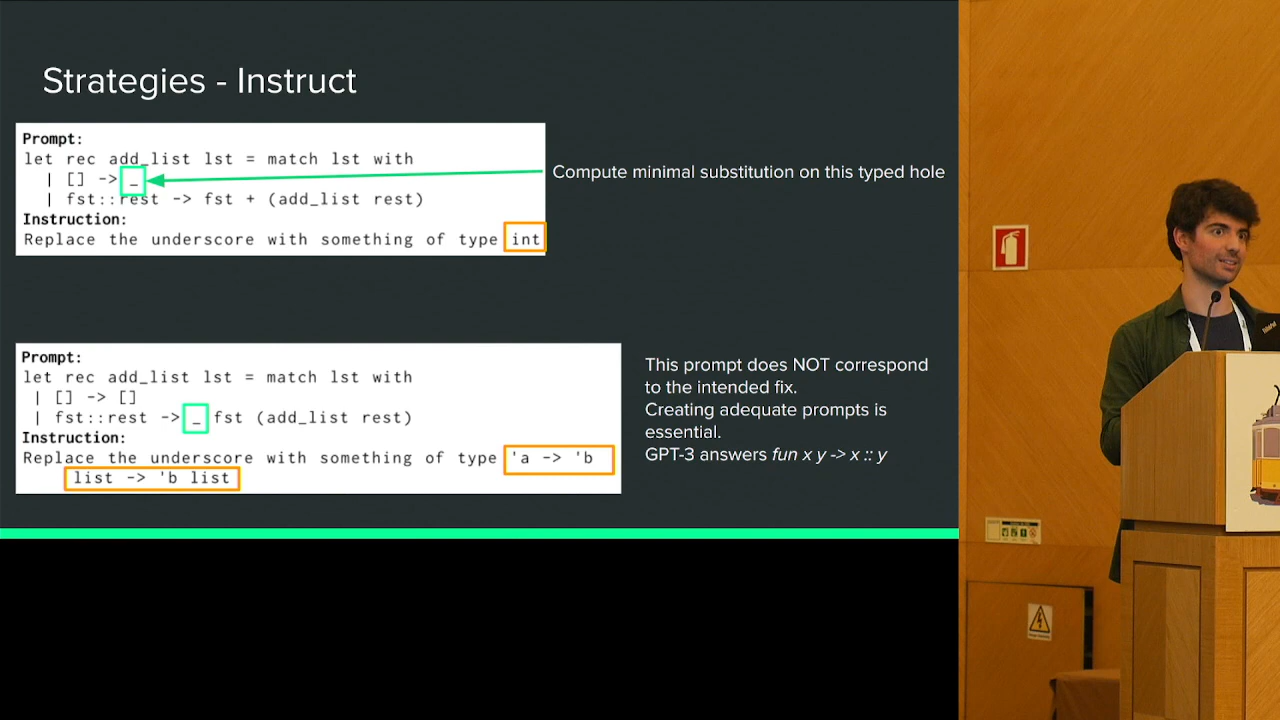 Strategies - Instruct
Prompt:
let rec add_list lst = match lst with
| [] -> _
| fst::rest -> fst + (add_list rest)
Instruction:
Replace the underscore with something of type int
Compute minimal substitution on this typed hole
Prompt:
let rec add_list lst = match lst with
| [] -> []
| fst::rest -> _ fst (add_list rest)
Instruction:
Replace the underscore with something of type 'a -> 'b
list -> 'b list
This prompt does NOT correspond
to the intended fix.
Creating adequate prompts is
essential.
GPT-3 answers fun x y -> x :: y
ThinkPad